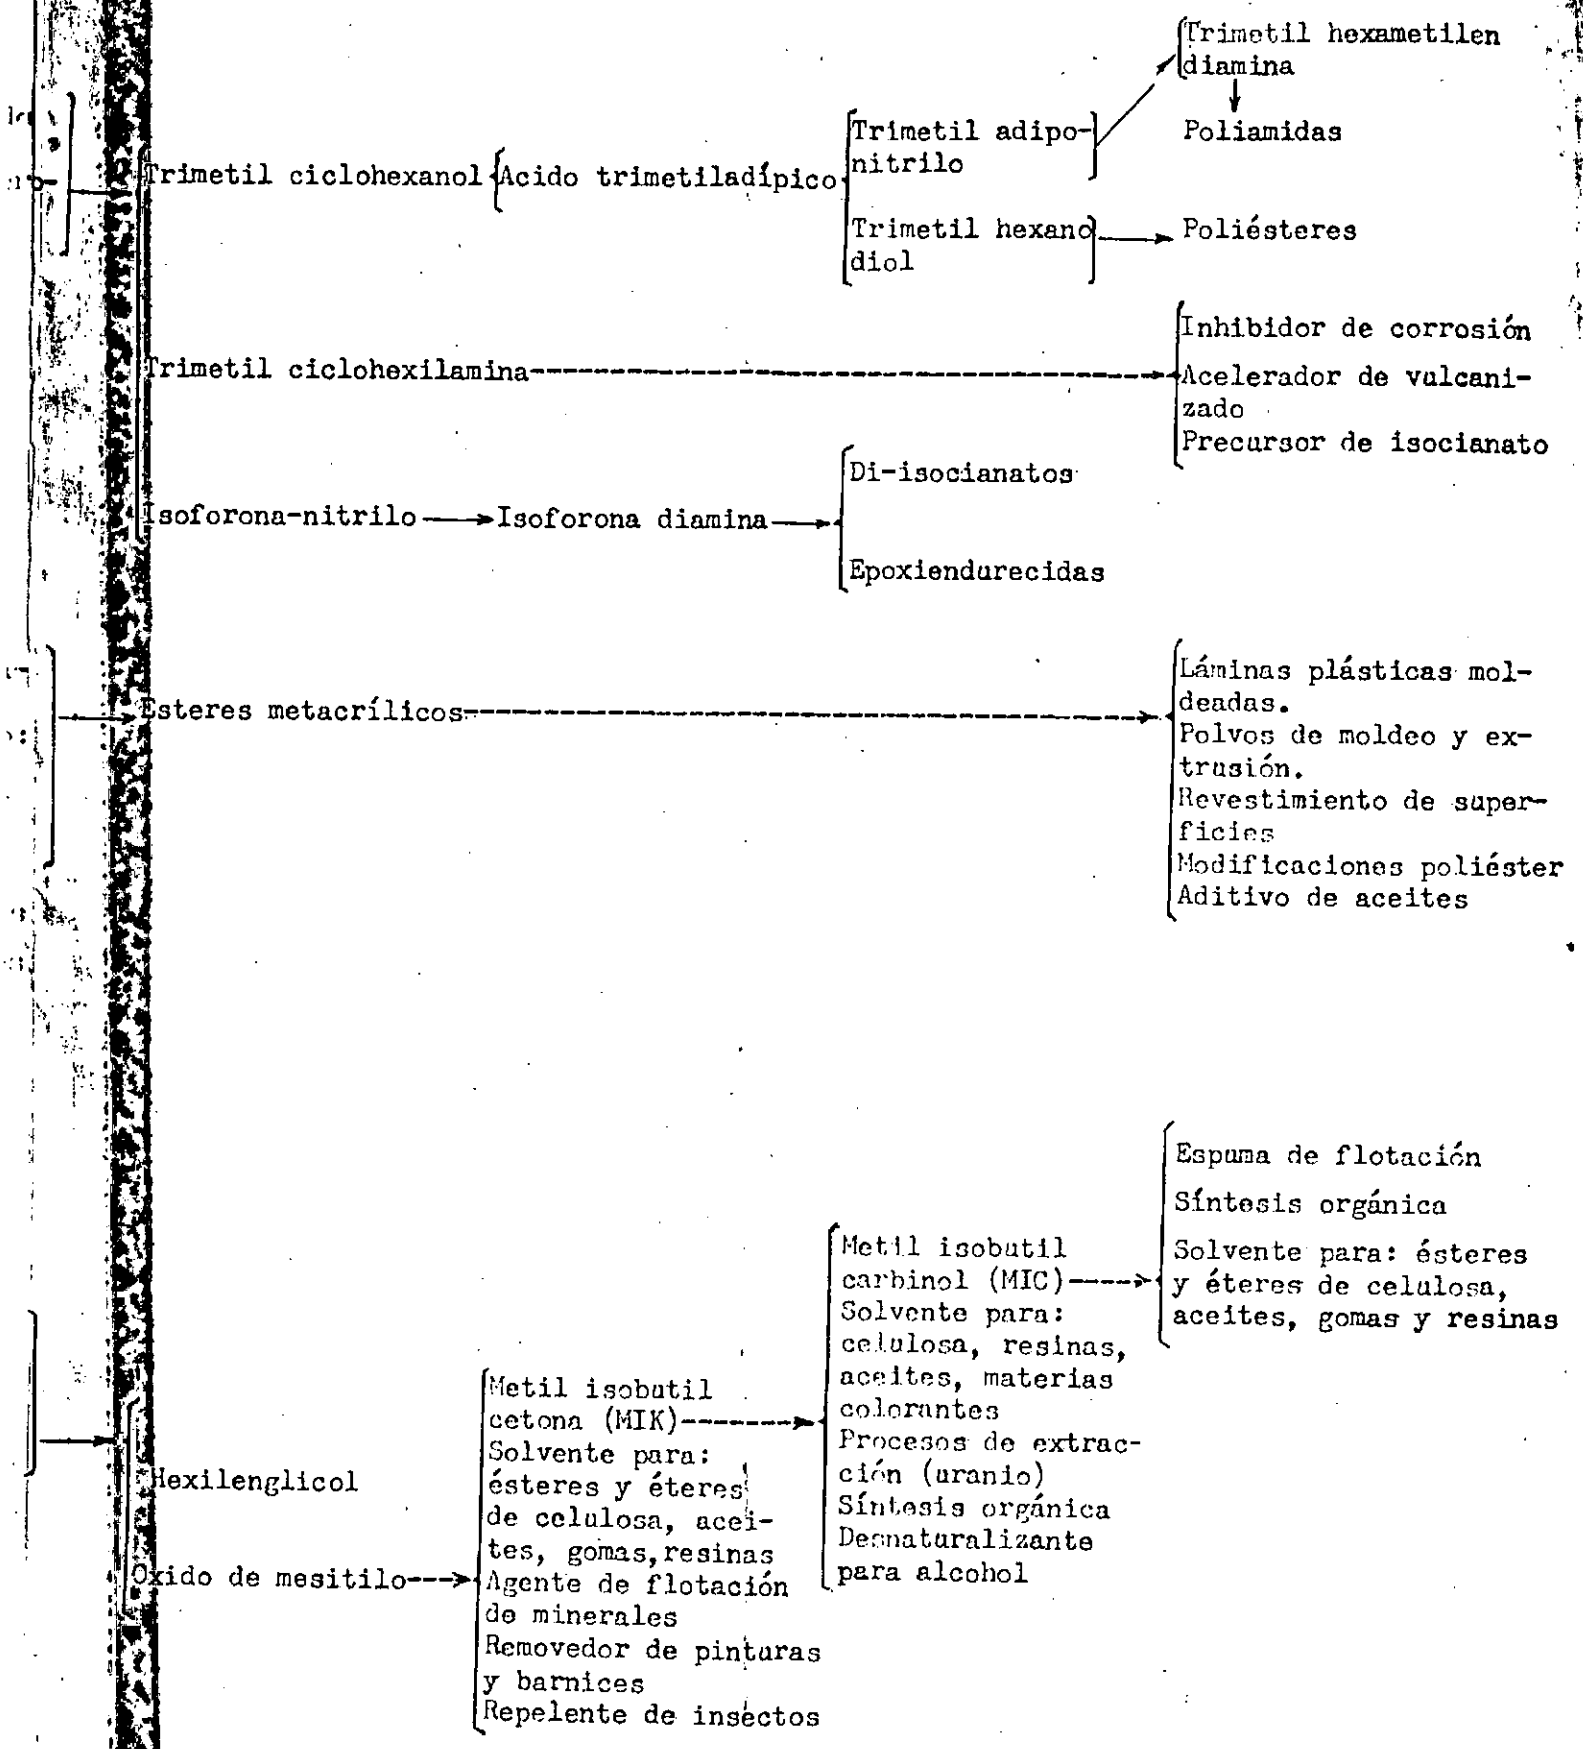 Trimetil hexametilen
diamina
Trimetil adipo-
nitrilo
Poliamidas
Trimetil ciclohexanol
Acido trimetiladípico
Trimetil hexano
diol
Poliésteres
Trimetil ciclohexilamina
Inhibidor de corrosión
Acelerador de vulcani-
zado
Precursor de isocianato
Isoforona-nitrilo
Isoforona diamina
Di-isocianatos
Epoxiendurecidas
Esteres metacrílicos
Láminas plásticas mol-
deadas.
Polvos de moldeo y ex-
trusión.
Revestimiento de super-
ficies
Modificaciones poliéster
Aditivo de aceites
Hexilenglicol
Oxido de mesitilo
Metil isobutil
cetona (MIK)
Solvente para:
ésteres y éteres
de celulosa, acei-
tes, gomas, resinas
Agente de flotación
de minerales
Removedor de pinturas
y barnices
Repelente de insectos
Metil isobutil
carbinol (MIC)
Solvente para:
celulosa, resinas,
aceites, materias
colorantes
Procesos de extrac-
ción (uranio)
Síntesis orgánica
Desnaturalizante
para alcohol
Espuma de flotación
Síntesis orgánica
Solvente para: ésteres
y éteres de celulosa,
aceites, gomas y resinas